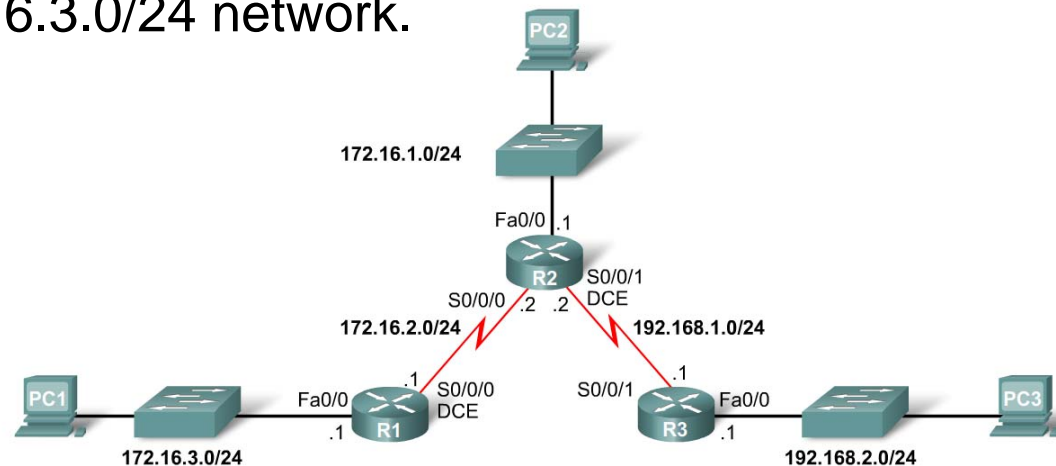 6.3.0/24 network.
PC2
172.16.1.0/24
Fa0/0 .1
R2 S0/0/1
S0/0/0 .2 .2 DCE
172.16.2.0/24 192.168.1.0/24
.1 S0/0/0 S0/0/1 .1
PC1 Fa0/0 DCE Fa0/0 PC3
.1 R1 R3 .1
172.16.3.0/24 192.168.2.0/24